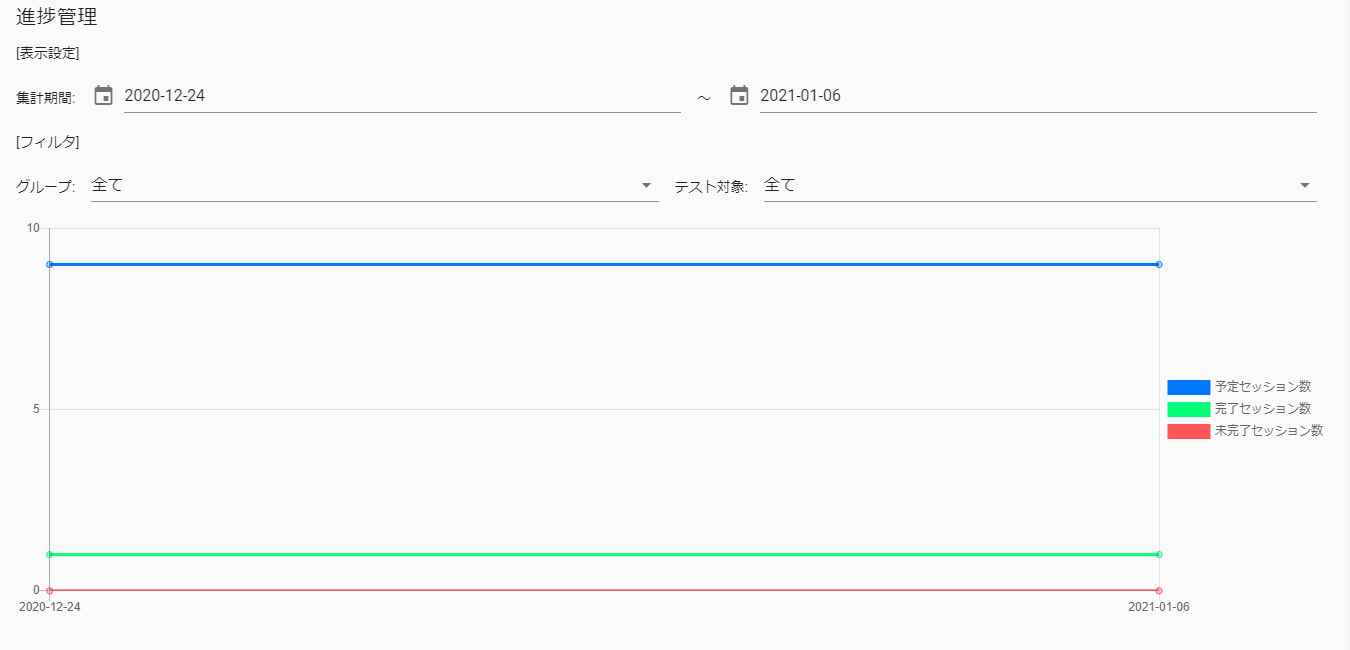 進捗管理
[表示設定]
集計期間: 2020-12-24 ～ 2021-01-06
[フィルタ]
グループ: 全て テスト対象: 全て
10
5
0
2020-12-24 2021-01-06
予定セッション数
完了セッション数
未完了セッション数